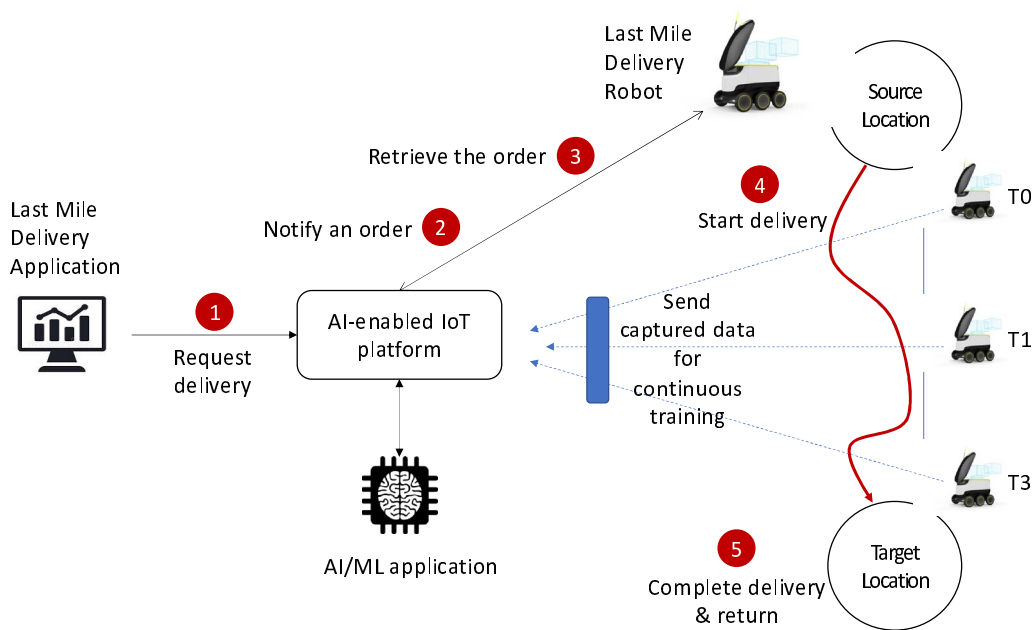 Last Mile
Delivery
Robot
Source
Location
Retrieve the order
3
4
Start delivery
T0
Last Mile
Delivery
Application
Notify an order
2
1
Request
delivery
AI-enabled IoT
platform
Send
captured data
for
continuous
training
T1
T3
AI/ML application
5
Complete delivery
& return
Target
Location